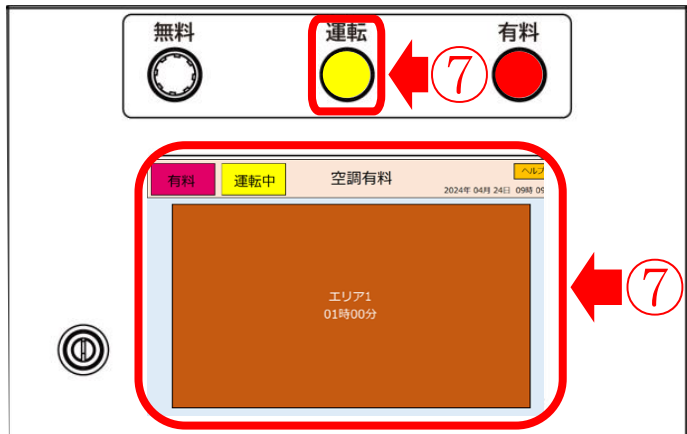 無料 運転 有料
⑦
有料 運転中 空調有料 ヘルプ
2024年 04月 24日 09時 09
エリア1
01時00分
⑦